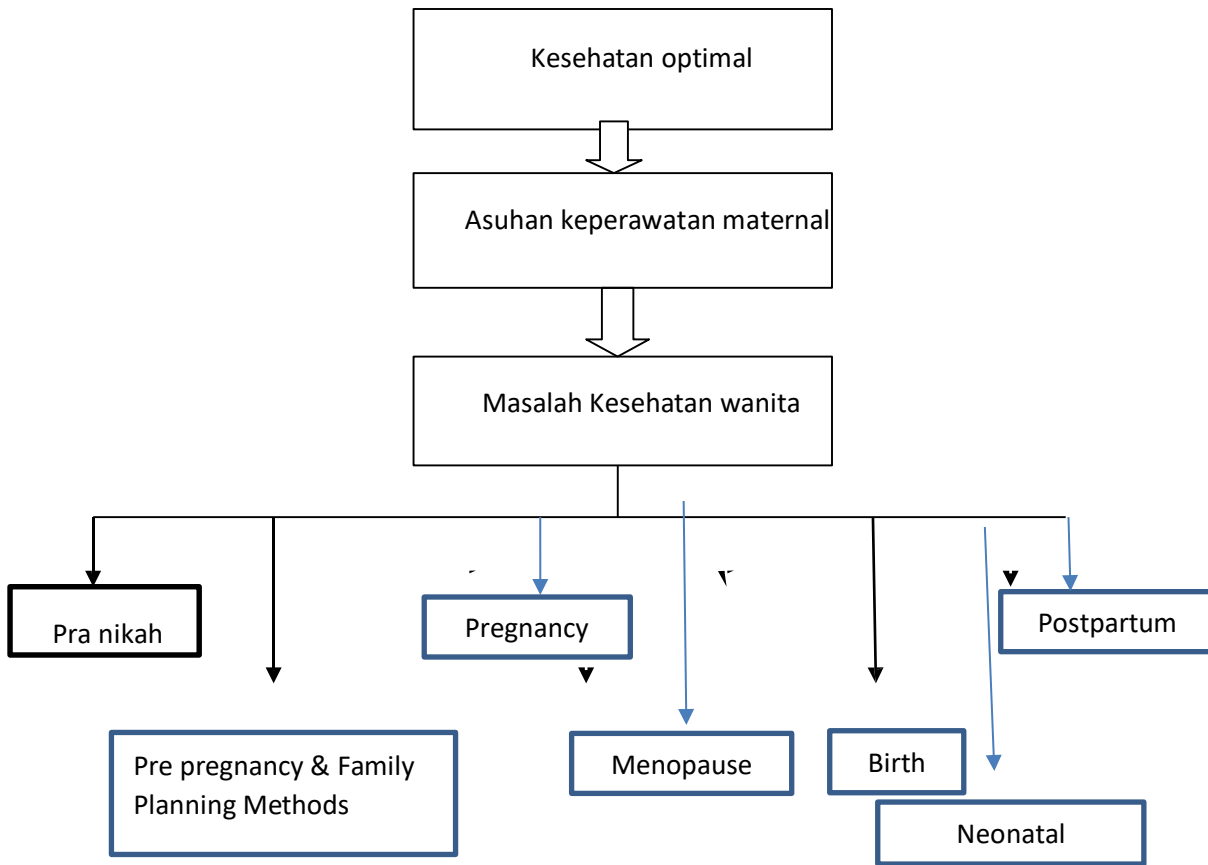 Kesehatan optimal
Asuhan keperawatan maternal
Masalah Kesehatan wanita
Pra nikah
Pregnancy
Postpartum
Pre pregnancy & Family
Planning Methods
Menopause
Birth
Neonatal